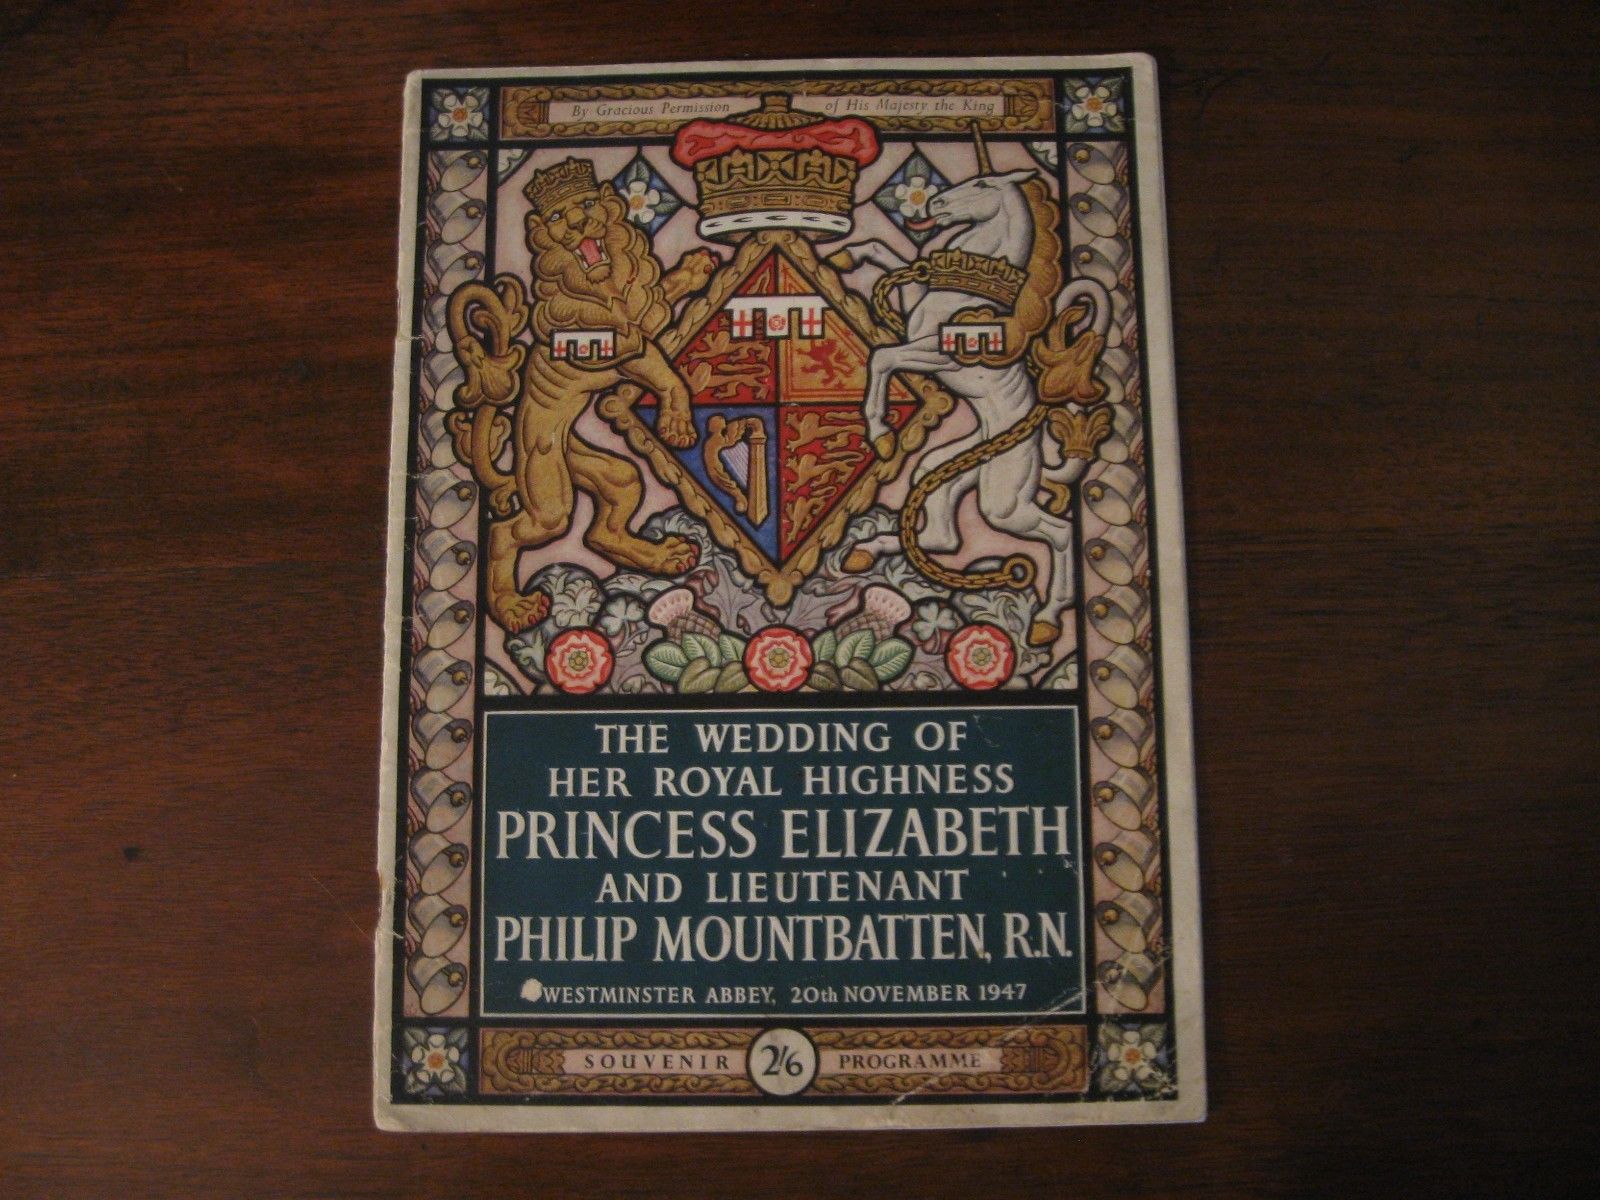 By Gracious Permission of His Majesty the King
THE WEDDING OF
HER ROYAL HIGHNESS
PRINCESS ELIZABETH
AND LIEUTENANT
PHILIP MOUNTBATTEN, R.N.
WESTMINSTER ABBEY, 20th NOVEMBER 1947
SOUVENIR 2/6 PROGRAMME